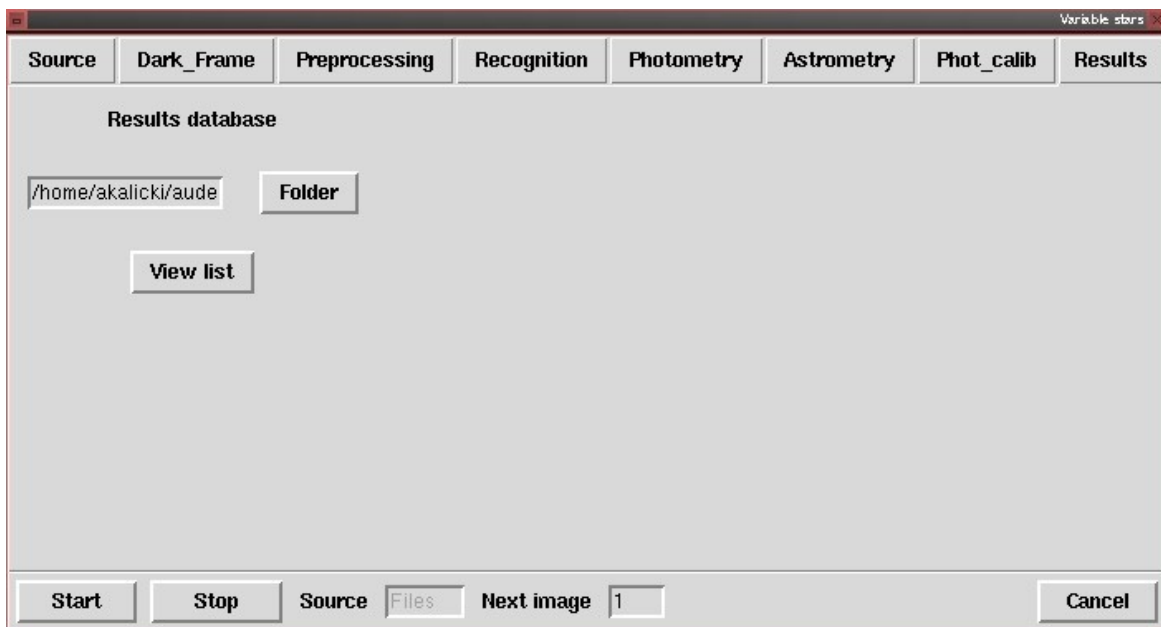 Variable stars
Source Dark_Frame Preprocessing Recognition Photometry Astrometry Phot_calib Results
Results database
/home/akalicki/aude Folder
View list
Start Stop Source Files Next image 1 Cancel